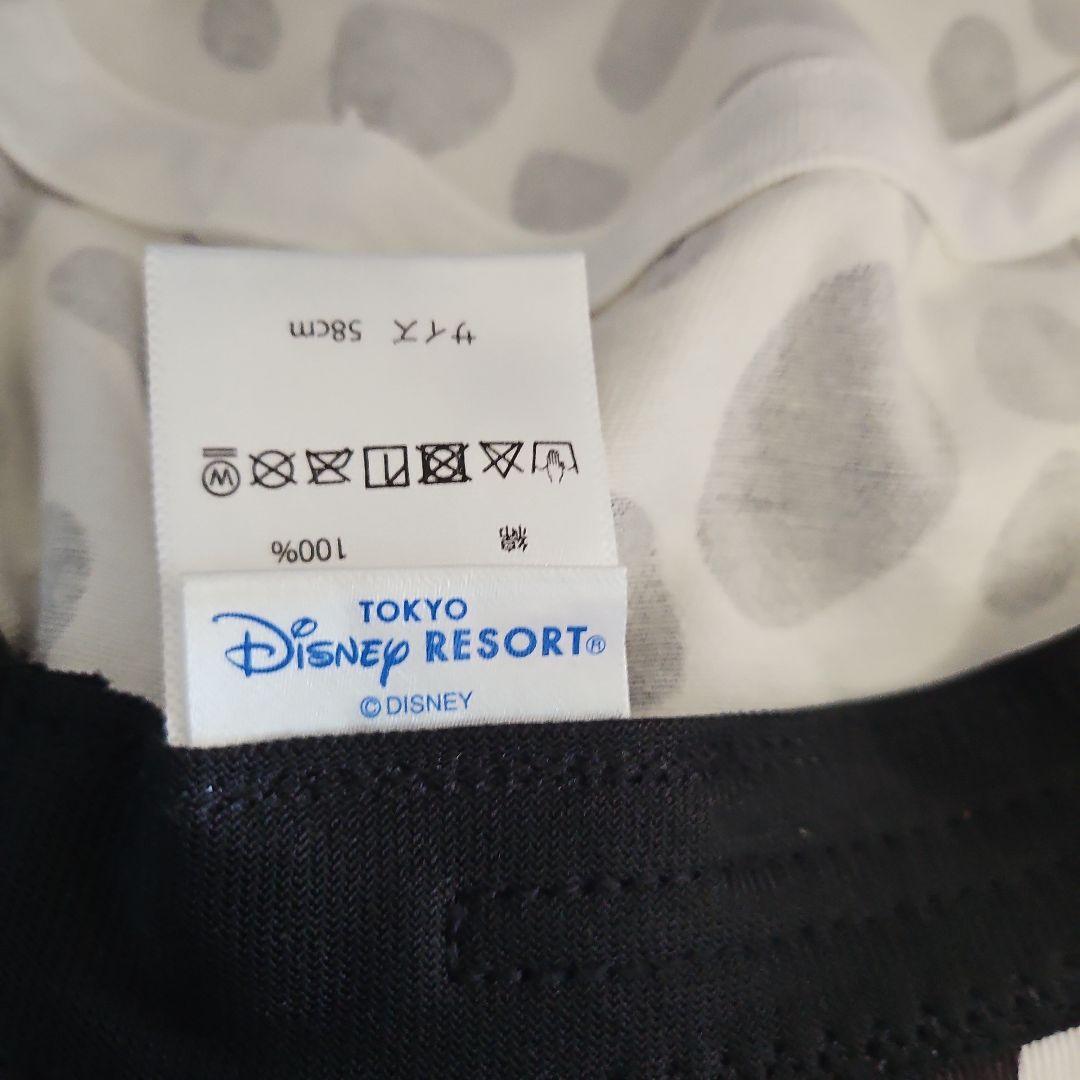 サイズ 58cm
綿 100%
TOKYO
Disney RESORT®
©DISNEY